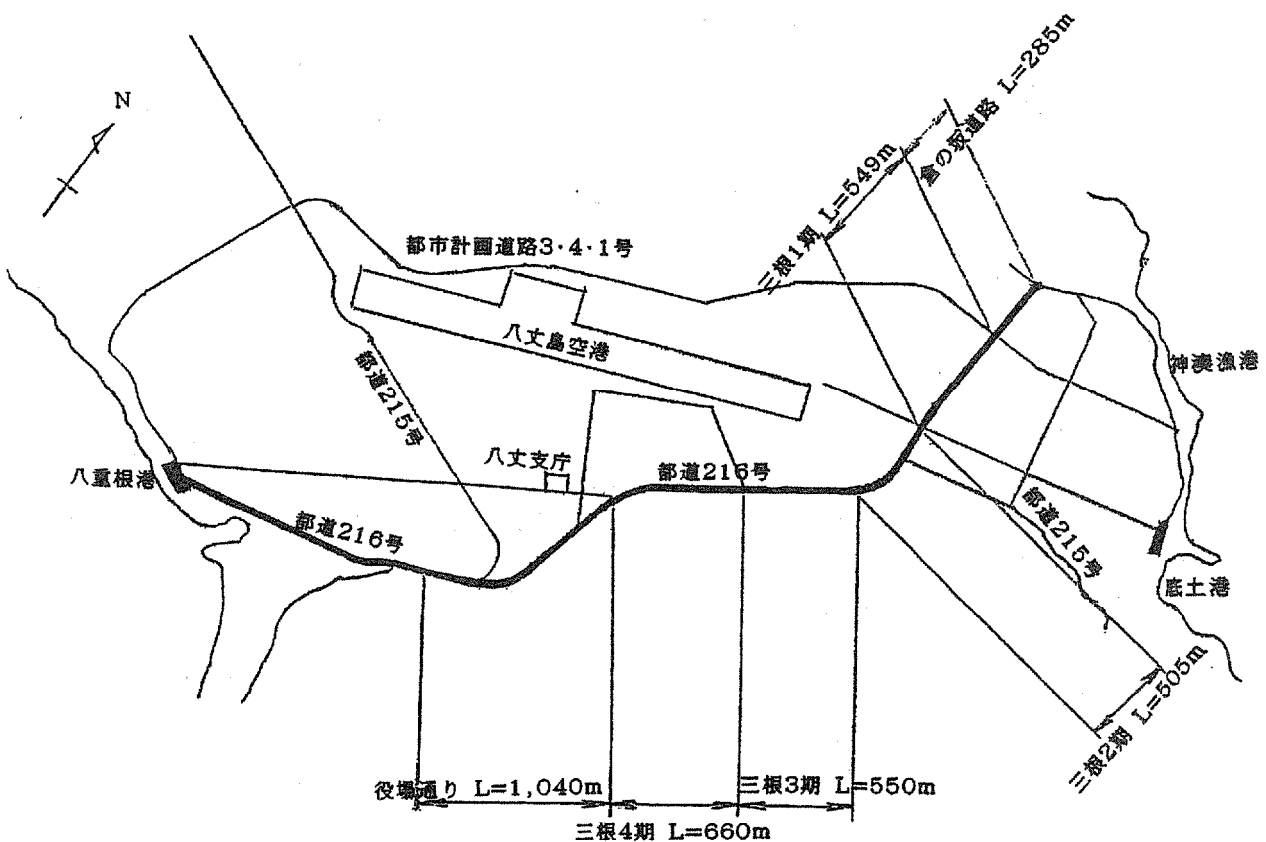 N
倉の坂道路 L=285m
三根1期 L=549m
都市計画道路3・4・1号
八丈島空港
神湊漁港
都道215号
八丈支庁
都道216号
八重根港
都道216号
都道215号
底土港
三根2期 L=505m
役場通り L=1,040m
三根3期 L=550m
三根4期 L=660m